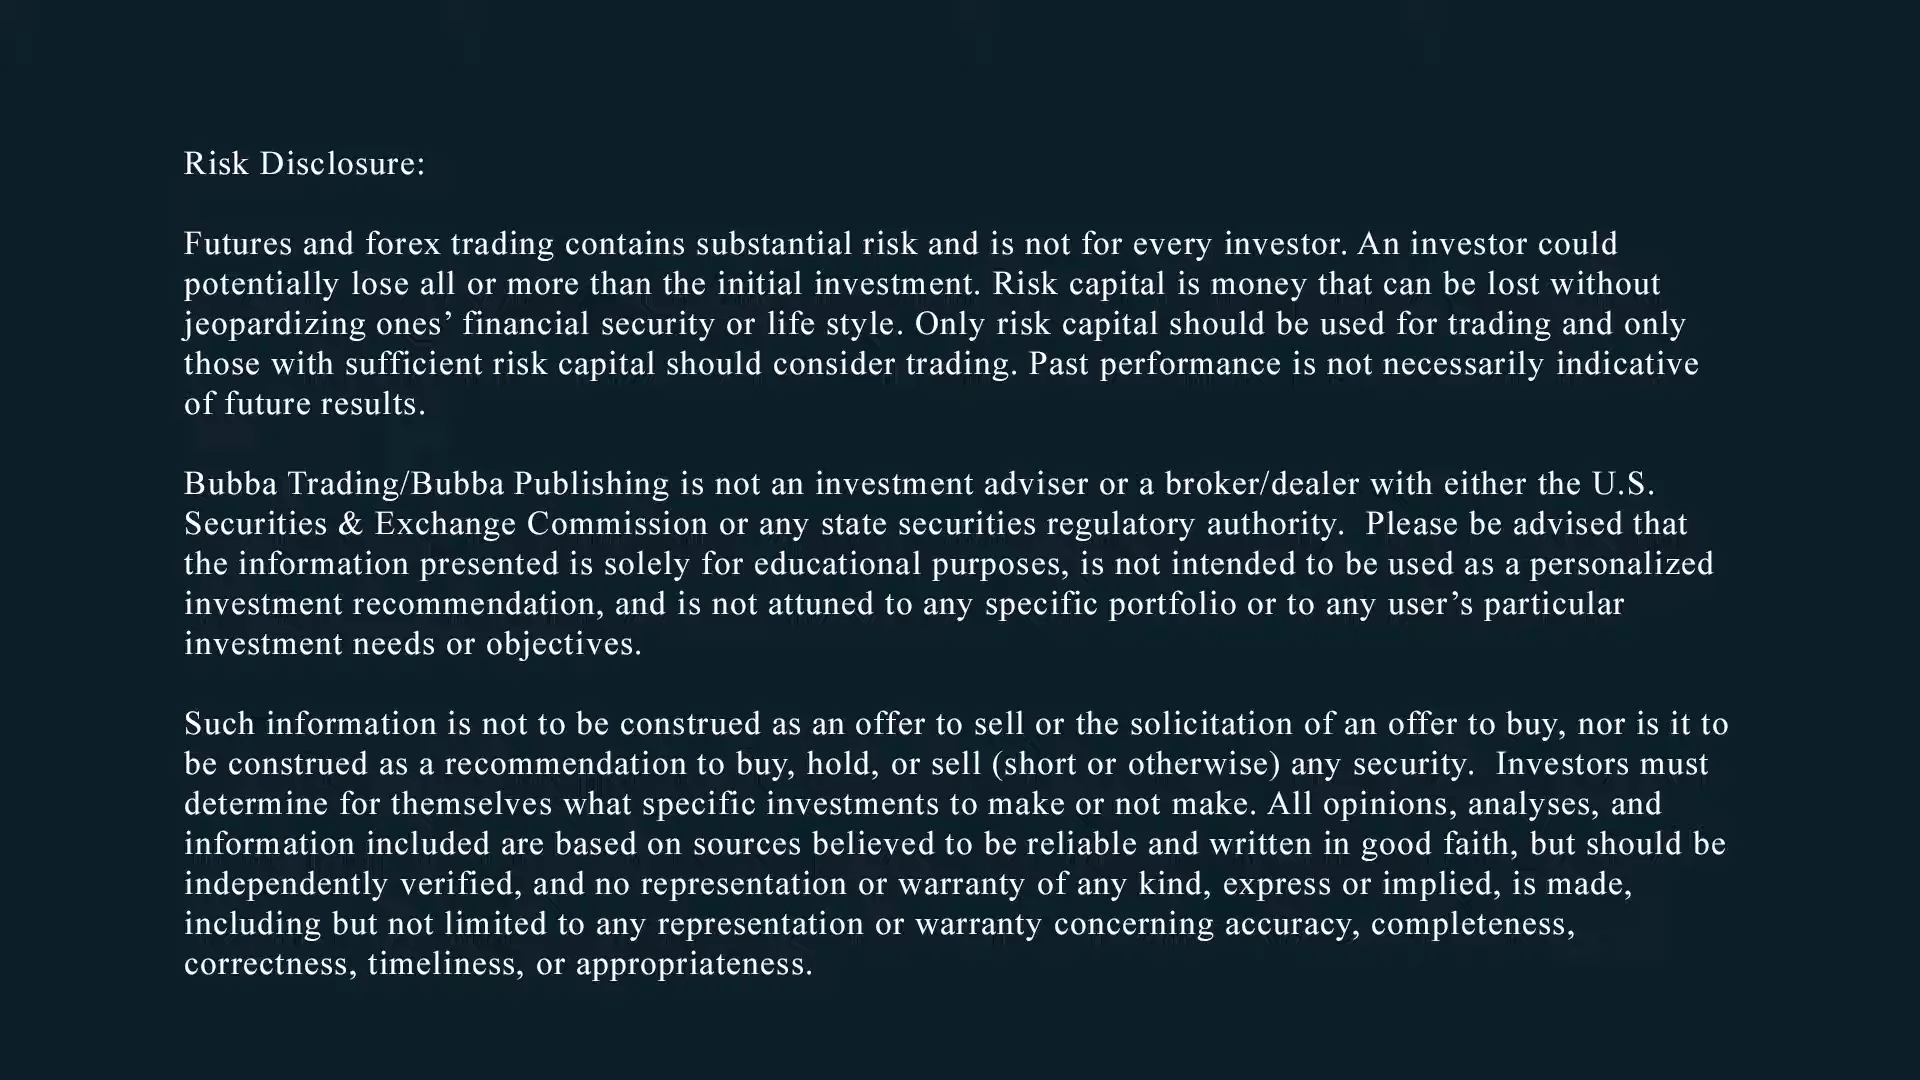 Risk Disclosure:
Futures and forex trading contains substantial risk and is not for every investor. An investor could
potentially lose all or more than the initial investment. Risk capital is money that can be lost without
jeopardizing ones’ financial security or life style. Only risk capital should be used for trading and only
those with sufficient risk capital should consider trading. Past performance is not necessarily indicative
of future results.
Bubba Trading/Bubba Publishing is not an investment adviser or a broker/dealer with either the U.S.
Securities & Exchange Commission or any state securities regulatory authority.  Please be advised that
the information presented is solely for educational purposes, is not intended to be used as a personalized
investment recommendation, and is not attuned to any specific portfolio or to any user’s particular
investment needs or objectives.
Such information is not to be construed as an offer to sell or the solicitation of an offer to buy, nor is it to
be construed as a recommendation to buy, hold, or sell (short or otherwise) any security.  Investors must
determine for themselves what specific investments to make or not make. All opinions, analyses, and
information included are based on sources believed to be reliable and written in good faith, but should be
independently verified, and no representation or warranty of any kind, express or implied, is made,
including but not limited to any representation or warranty concerning accuracy, completeness,
correctness, timeliness, or appropriateness.